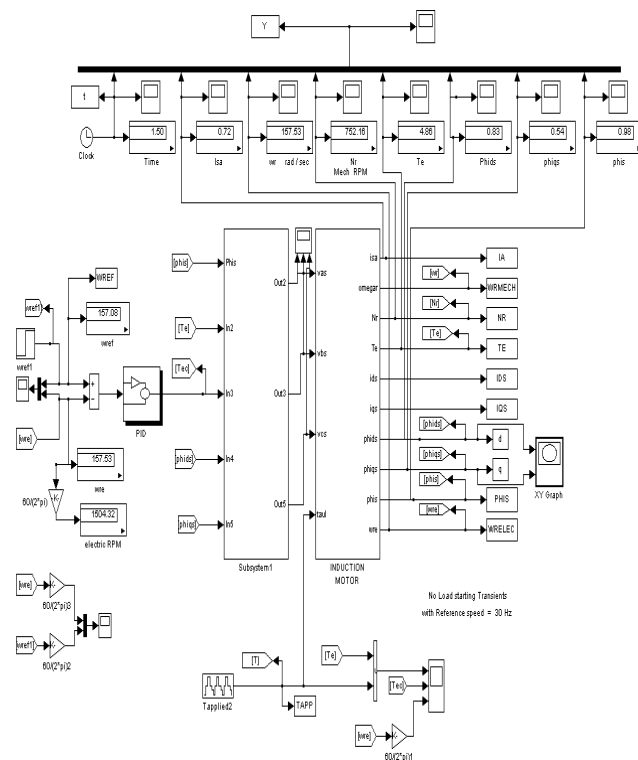 Y
t
Clock
1.50
Time
0.72
Isa
157.53
wr rad / sec
752.16
Nr
Mech RPM
4.86
Te
0.83
Phids
0.54
phiqs
0.98
phis
WREF
[wref1]
157.08
wref
wref1
+
−
PID
[wre]
157.53
wre
60/(2*pi)
1504.32
electric RPM
[phis]
[Te]
[Tec]
[phids]
[phiqs]
Phis
In2
In3
In4
In5
Out2
Out3
Out5
Subsystem1
vas
vbs
vcs
taul
INDUCTION
MOTOR
isa
omegar
Nr
Te
ids
iqs
phids
phiqs
phis
wre
[wr]
[Nr]
[Te]
[phids]
[phiqs]
[phis]
[wre]
IA
WRMECH
NR
TE
IDS
IQS
d
q
PHIS
WRELEC
XY Graph
No Load starting Transients
with Reference speed = 30 Hz
[wre]
60/(2*pi)3
[wref1]
60/(2*pi)2
Tapplied2
[T]
TAPP
[Te]
[Tec]
[wre]
60/(2*pi)1